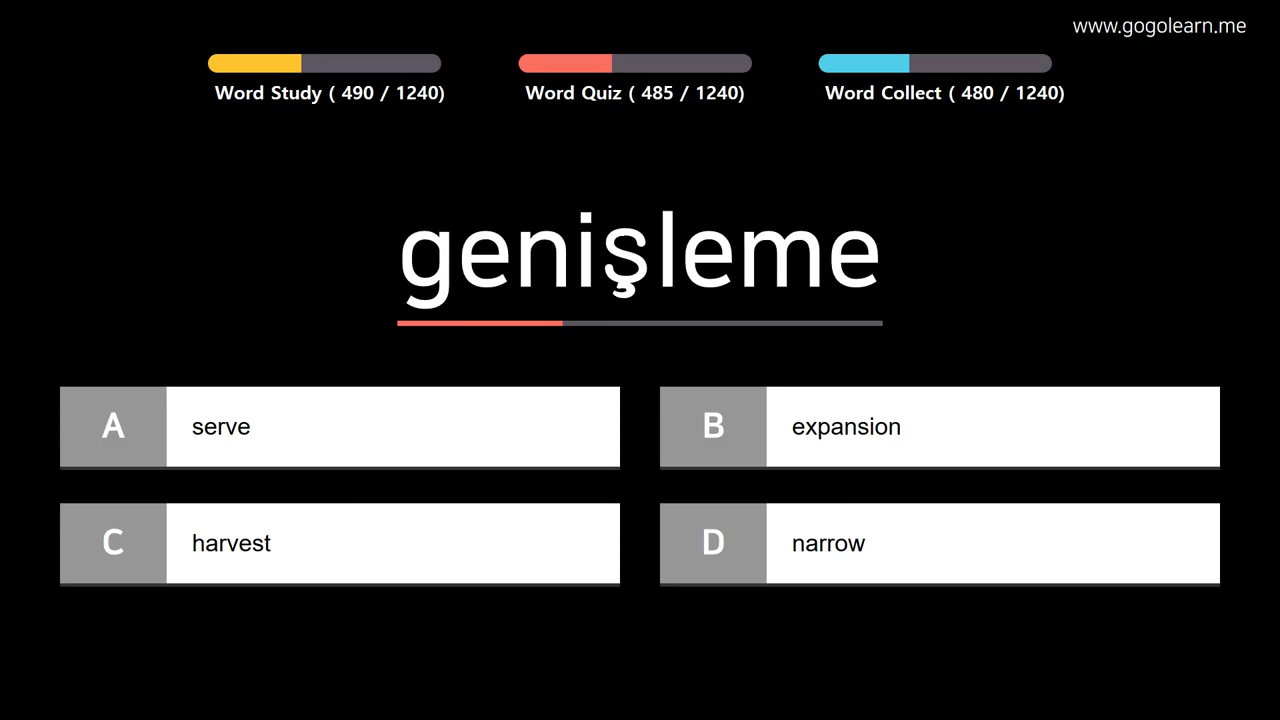 www.gogolearn.me
Word Study ( 490 / 1240)
Word Quiz ( 485 / 1240)
Word Collect ( 480 / 1240)
genişleme
A serve
B expansion
C harvest
D narrow